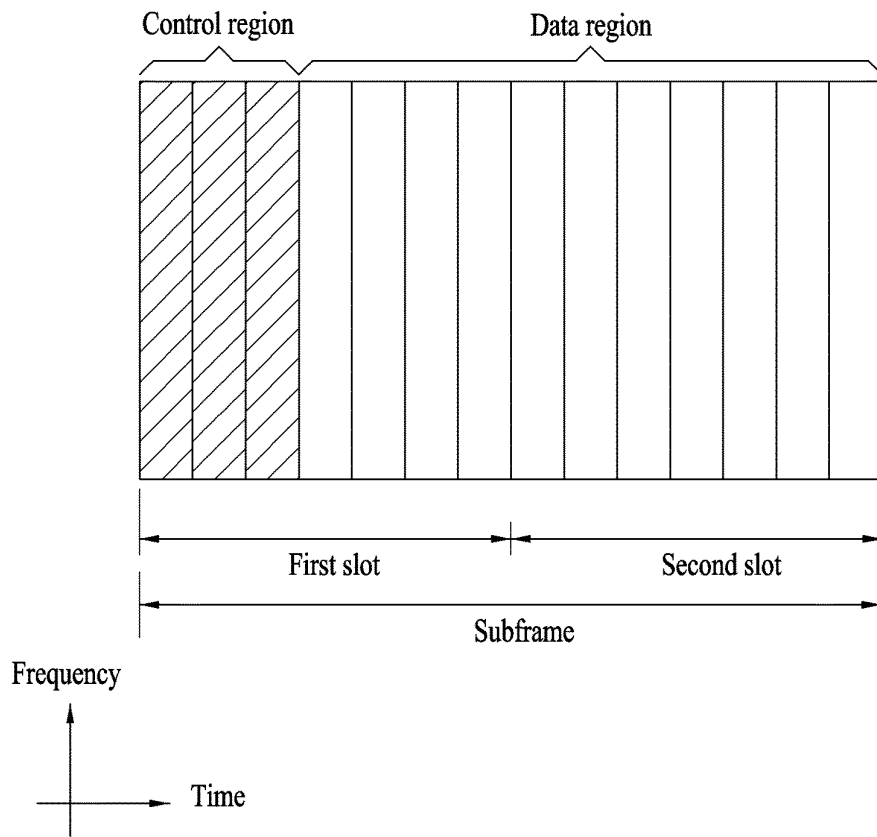 Control region
Data region
First slot
Second slot
Subframe
Frequency
Time